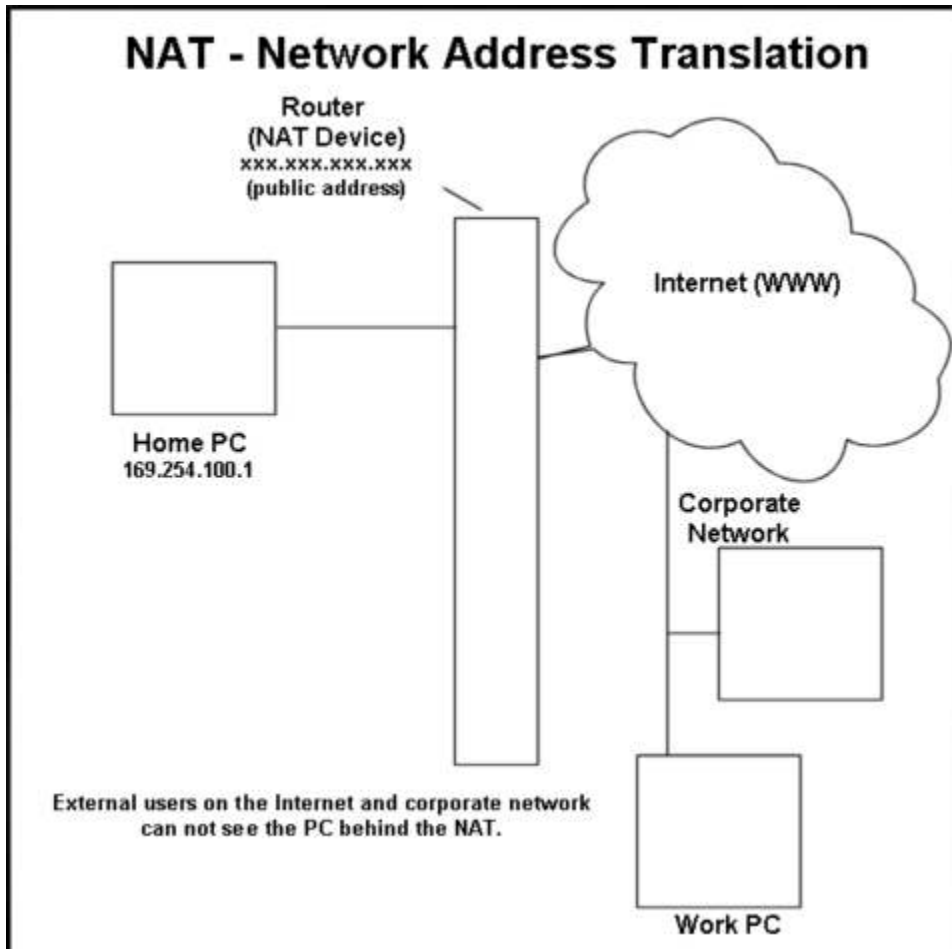 NAT - Network Address Translation
Router
(NAT Device)
xxx.xxx.xxx.xxx
(public address)
Internet (WWW)
Home PC
169.254.100.1
Corporate
Network
External users on the Internet and corporate network
can not see the PC behind the NAT.
Work PC